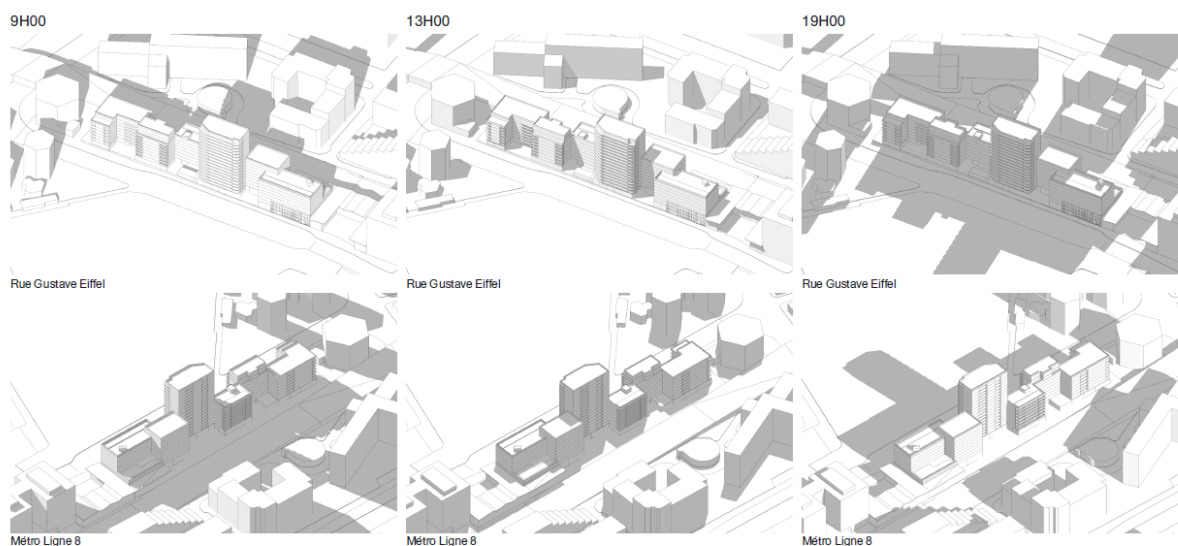 9H00
13H00
19H00
Rue Gustave Eiffel
Rue Gustave Eiffel
Rue Gustave Eiffel
Métro Ligne 8
Métro Ligne 8
Métro Ligne 8